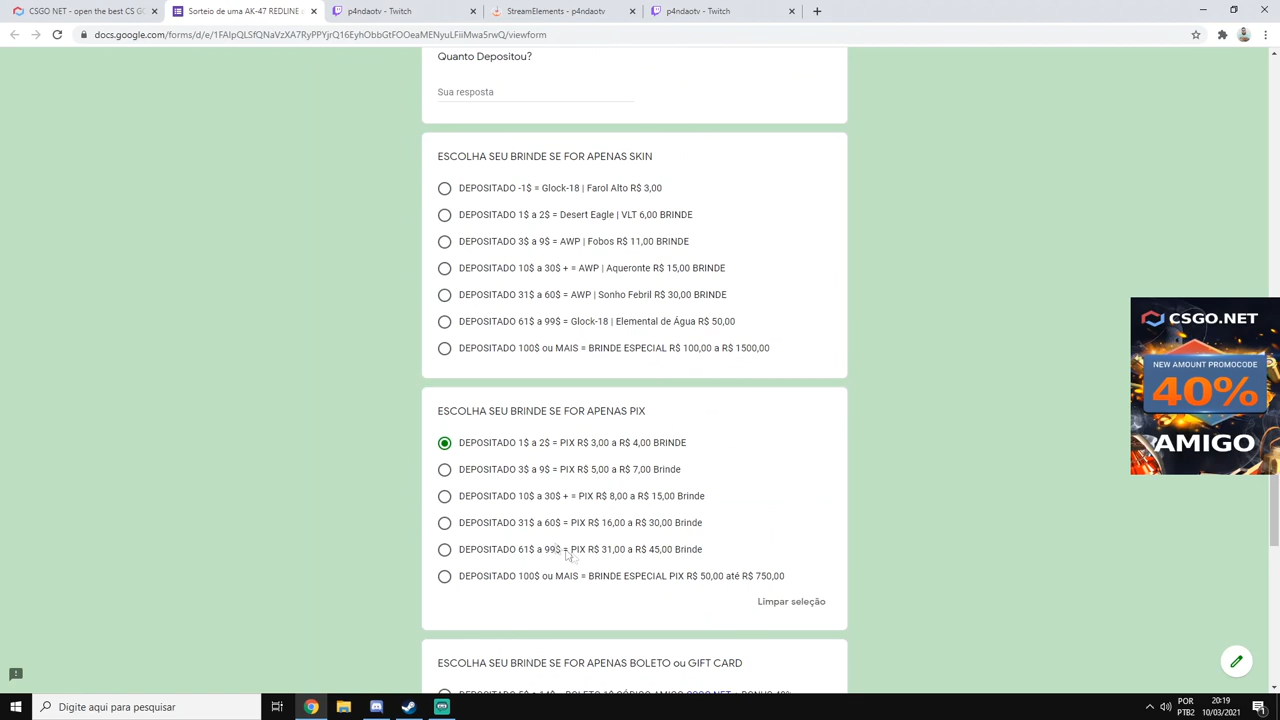 CSGO NET - open the best CS GO
Sorteio de uma AK-47 REDLINE
p4ndaotv - Twitch
StreamElements - p4ndaotv
p4ndaotv - Twitch
docs.google.com/forms/d/e/1FAIpQLSfQNaVzXA7RyPPYjrQ16EyhObbGtFOOeaMENyuLFiiMwa5rwQ/viewform
Quanto Depositou?
Sua resposta
ESCOLHA SEU BRINDE SE FOR APENAS SKIN
DEPOSITADO -1$ = Glock-18 | Farol Alto R$ 3,00
DEPOSITADO 1$ a 2$ = Desert Eagle | VLT 6,00 BRINDE
DEPOSITADO 3$ a 9$ = AWP | Fobos R$ 11,00 BRINDE
DEPOSITADO 10$ a 30$ + = AWP | Aqueronte R$ 15,00 BRINDE
DEPOSITADO 31$ a 60$ = AWP | Sonho Febril R$ 30,00 BRINDE
DEPOSITADO 61$ a 99$ = Glock-18 | Elemental de Água R$ 50,00
DEPOSITADO 100$ ou MAIS = BRINDE ESPECIAL R$ 100,00 a R$ 1500,00
ESCOLHA SEU BRINDE SE FOR APENAS PIX
DEPOSITADO 1$ a 2$ = PIX R$ 3,00 a R$ 4,00 BRINDE
DEPOSITADO 3$ a 9$ = PIX R$ 5,00 a R$ 7,00 Brinde
DEPOSITADO 10$ a 30$ + = PIX R$ 8,00 a R$ 15,00 Brinde
DEPOSITADO 31$ a 60$ = PIX R$ 16,00 a R$ 30,00 Brinde
DEPOSITADO 61$ a 99$ = PIX R$ 31,00 a R$ 45,00 Brinde
DEPOSITADO 100$ ou MAIS = BRINDE ESPECIAL PIX R$ 50,00 até R$ 750,00
Limpar seleção
ESCOLHA SEU BRINDE SE FOR APENAS BOLETO ou GIFT CARD
CSGO.NET
NEW AMOUNT PROMOCODE
40%
AMIGO
Digite aqui para pesquisar
POR
PTB2
20:19
10/03/2021
1